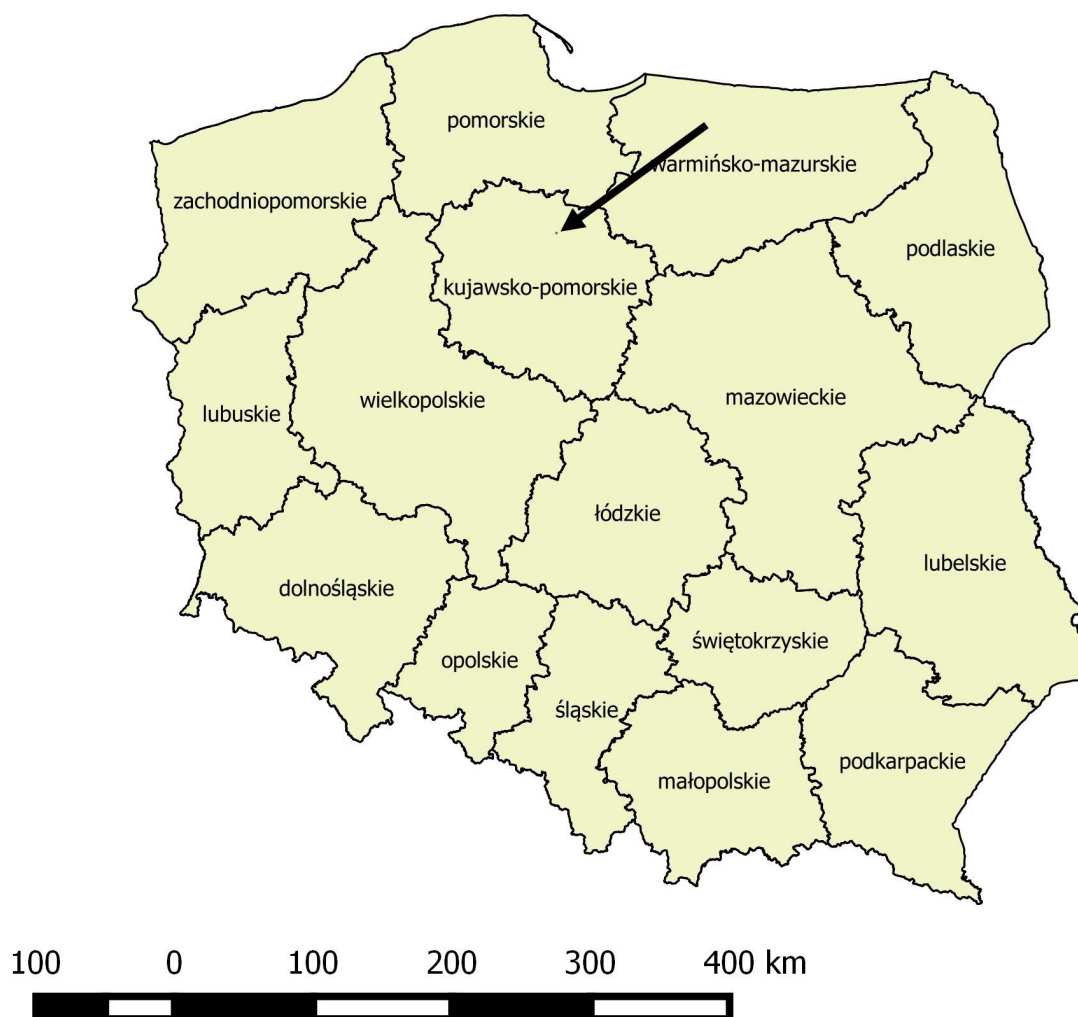 pomorskie
warmińsko-mazurskie
zachodniopomorskie
podlaskie
kujawsko-pomorskie
wielkopolskie
mazowieckie
lubuskie
łódzkie
lubelskie
dolnośląskie
świętokrzyskie
opolskie
śląskie
podkarpackie
małopolskie
100 0 100 200 300 400 km